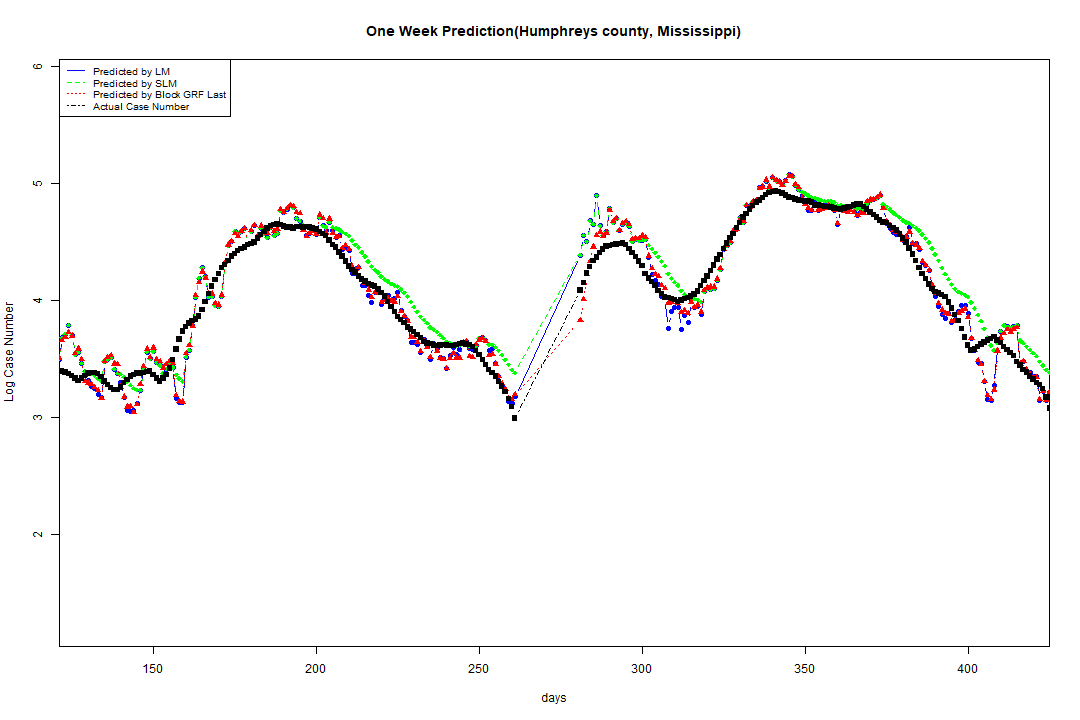 One Week Prediction(Humphreys county, Mississippi)
Predicted by LM
Predicted by SLM
Predicted by Block GRF Last
Actual Case Number
6
5
4
3
2
Log Case Number
150
200
250
300
350
400
days